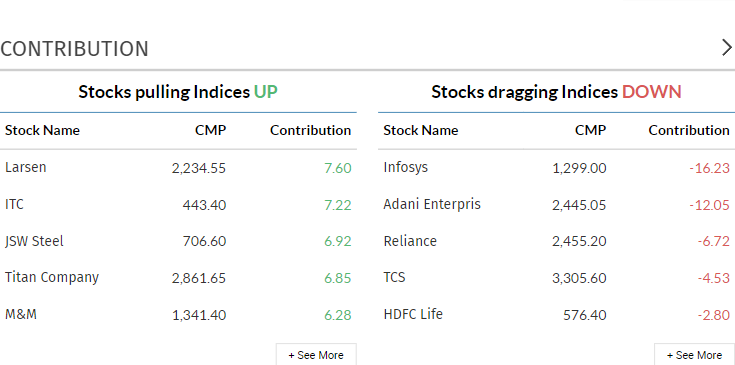 CONTRIBUTION
Stocks pulling Indices UP
Stock Name CMP Contribution
Larsen 2,234.55 7.60
ITC 443.40 7.22
JSW Steel 706.60 6.92
Titan Company 2,861.65 6.85
M&M 1,341.40 6.28
+ See More
Stocks dragging Indices DOWN
Stock Name CMP Contribution
Infosys 1,299.00 -16.23
Adani Enterpris 2,445.05 -12.05
Reliance 2,455.20 -6.72
TCS 3,305.60 -4.53
HDFC Life 576.40 -2.80
+ See More